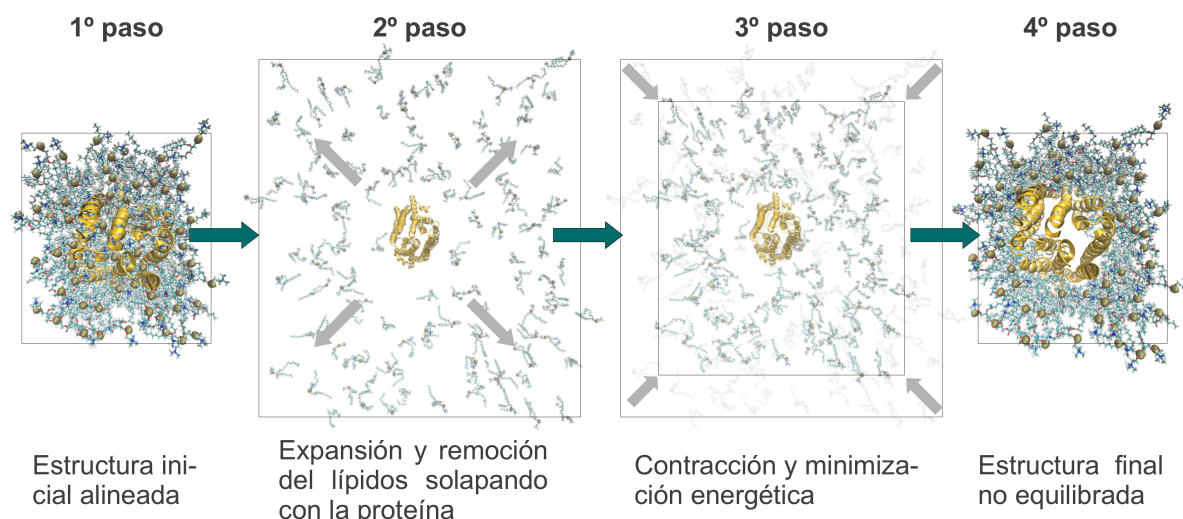 1º paso
2º paso
3º paso
4º paso
Estructura ini-
cial alineada
Expansión y remoción
del lípidos solapando
con la proteína
Contracción y minimiza-
ción energética
Estructura final
no equilibrada